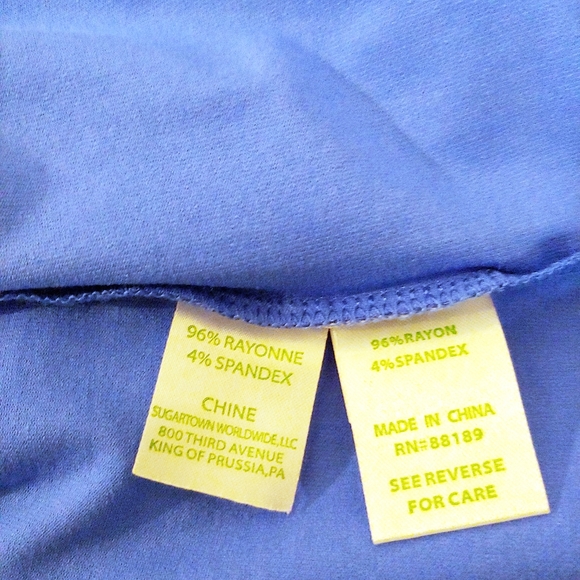 96% RAYONNE
4% SPANDEX
CHINE
SUGARTOWN WORLDWIDE, LLC
800 THIRD AVENUE
KING OF PRUSSIA, PA
96% RAYON
4% SPANDEX
MADE IN CHINA
RN=88189
SEE REVERSE
FOR CARE